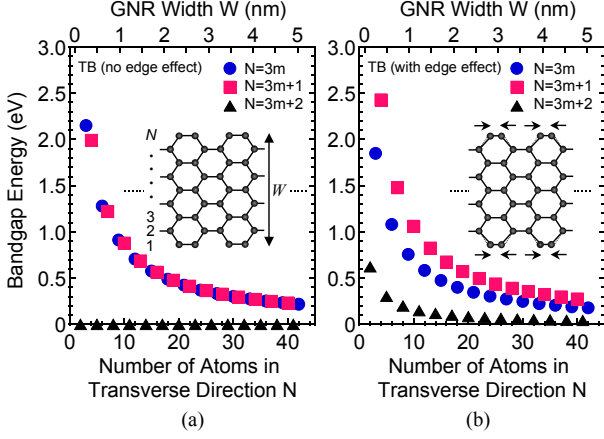 GNR Width W (nm)
0 1 2 3 4 5
3.0
2.5
2.0
1.5
1.0
0.5
0
Bandgap Energy (eV)
TB (no edge effect)
N=3m
N=3m+1
N=3m+2
N
3
2
1
W
0 10 20 30 40
Number of Atoms in
Transverse Direction N
(a)
GNR Width W (nm)
0 1 2 3 4 5
3.0
2.5
2.0
1.5
1.0
0.5
0
TB (with edge effect)
N=3m
N=3m+1
N=3m+2
0 10 20 30 40
Number of Atoms in
Transverse Direction N
(b)